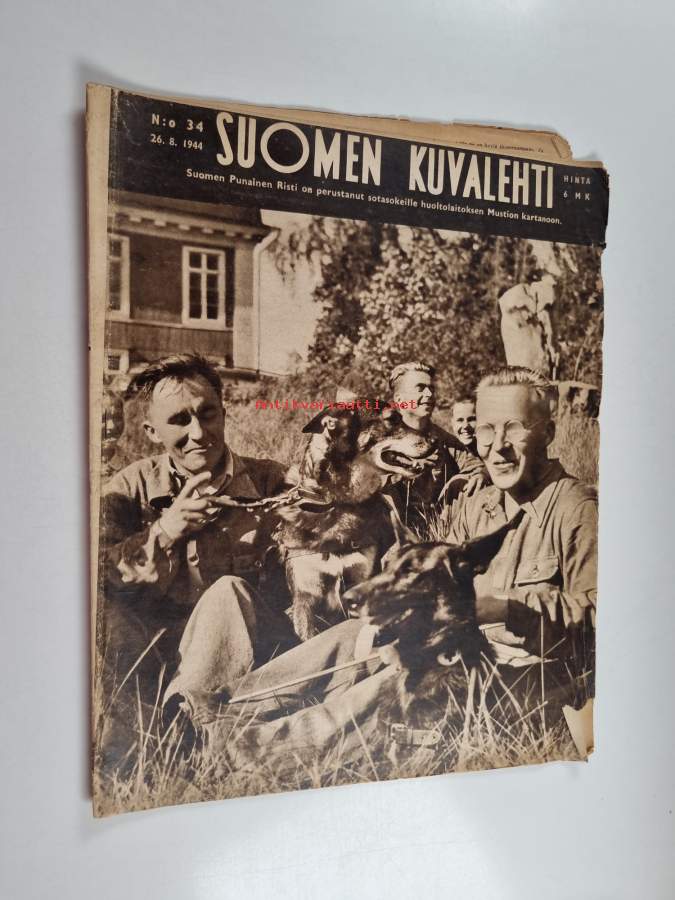 N:o 34
26. 8. 1944
SUOMEN KUVALEHTI
HINTA
6 MK
Suomen Punainen Risti on perustanut sotasokeille huoltolaitoksen Mustion kartanoon.
antikvariaatti.net